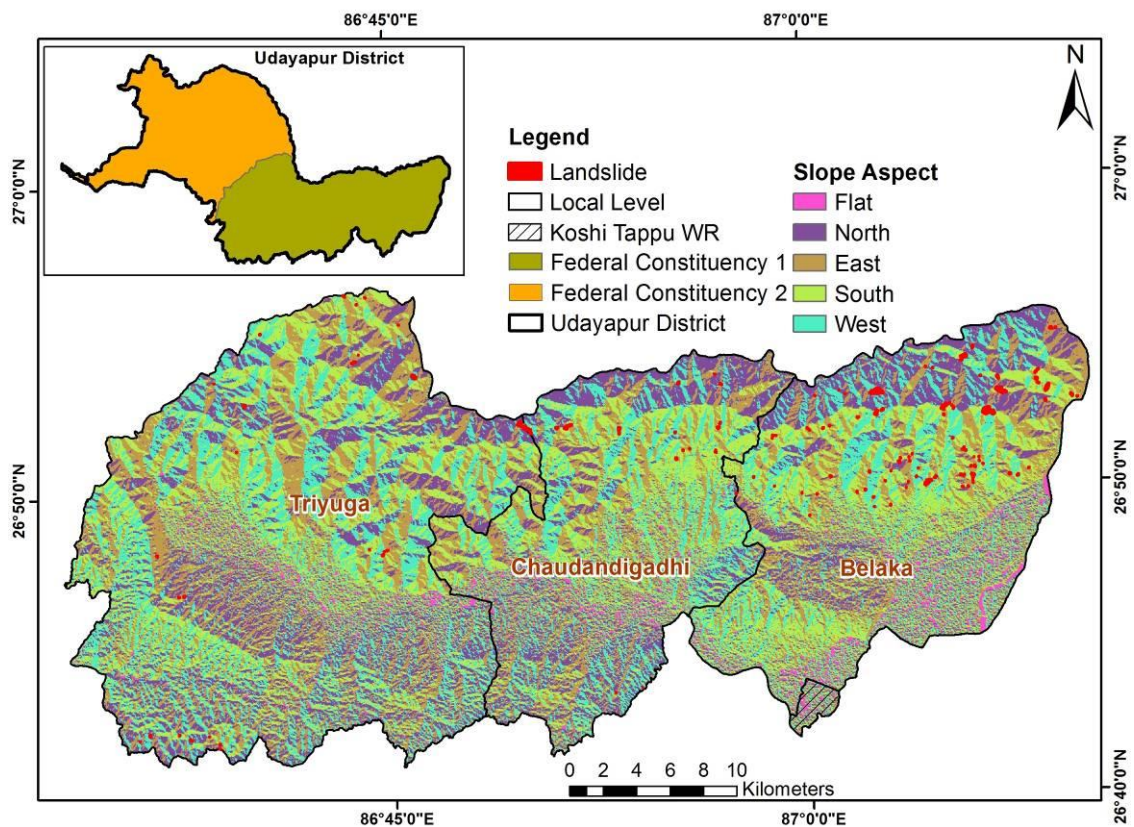 86°45'0"E
87°0'0"E
Udayapur District
N
27°0'0"N
27°0'0"N
Legend
Landslide
Local Level
Koshi Tappu WR
Federal Constituency 1
Federal Constituency 2
Udayapur District
Slope Aspect
Flat
North
East
South
West
26°50'0"N
26°50'0"N
Triyuga
Chaudandigadhi
Belaka
0 2 4 6 8 10
Kilometers
26°40'0"N
86°45'0"E
87°0'0"E